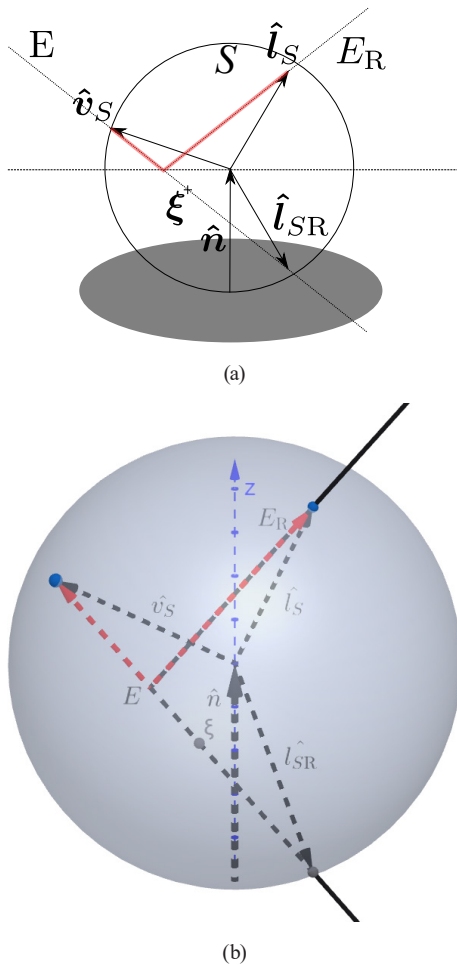 E
S
l̂_S
E_R
v̂_S
ξ⁺
n̂
l̂_SR
(a)
z
E_R
v̂_S
l̂_S
E
n̂
ξ
l̂_SR
(b)